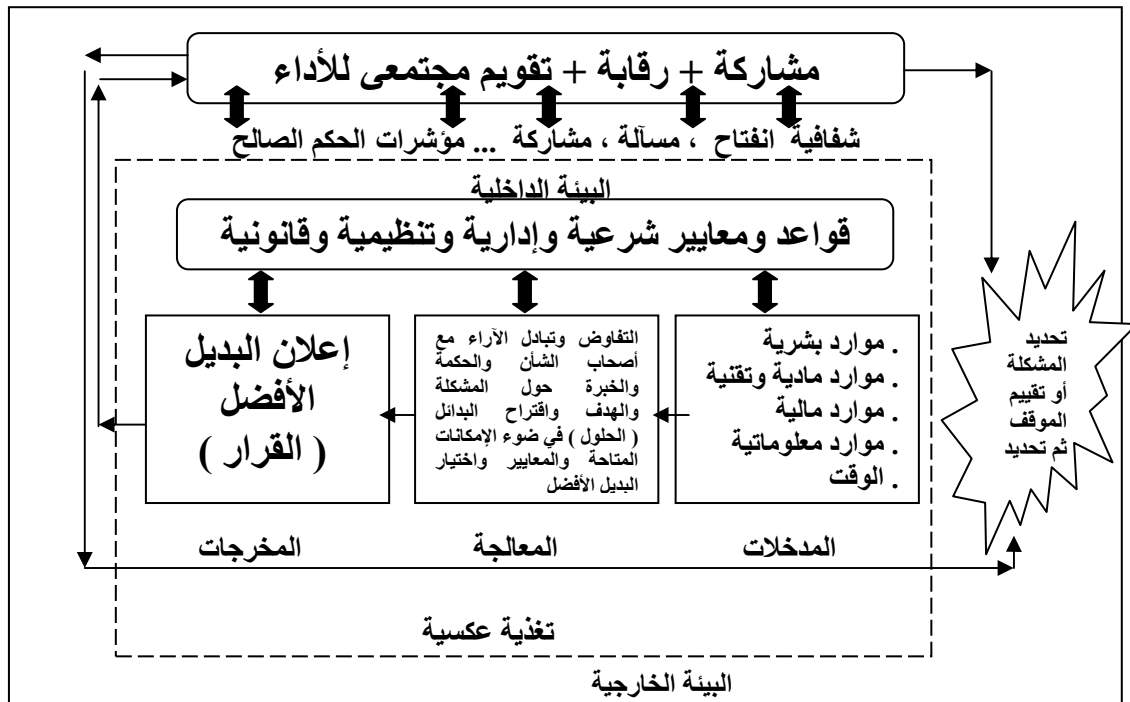 مشاركة + رقابة + تقويم مجتمعى للأداء
شفافية انفتاح ، مسآلة ، مشاركة ... مؤشرات الحكم الصالح
البيئة الداخلية
قواعد ومعايير شرعية وإدارية وتنظيمية وقانونية
تحديد
المشكلة
أو تقييم
الموقف
ثم تحديد
. موارد بشرية
. موارد مادية وتقنية
. موارد مالية
. موارد معلوماتية
. الوقت
التفاوض وتبادل الآراء مع
أصحاب الشأن والحكمة
والخبرة حول المشكلة
والهدف واقتراح البدائل
( الحلول ) في ضوء الإمكانات
المتاحة والمعايير واختيار
البديل الأفضل
إعلان البديل
الأفضل
( القرار )
المدخلات
المعالجة
المخرجات
تغذية عكسية
البيئة الخارجية